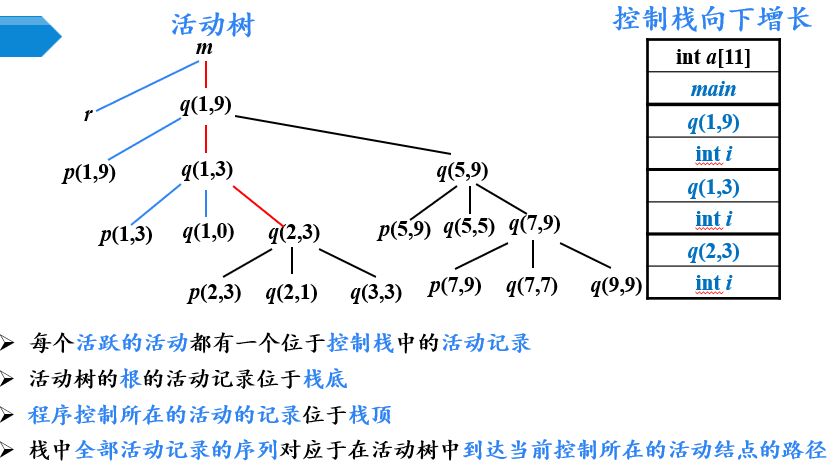 活动树
控制栈向下增长
m
int a[11]
main
r
q(1,9)
q(1,9)
int i
p(1,9)
q(1,3)
q(5,9)
q(1,3)
int i
p(1,3)
q(1,0)
q(2,3)
p(5,9)
q(5,5)
q(7,9)
q(2,3)
int i
p(2,3)
q(2,1)
q(3,3)
p(7,9)
q(7,7)
q(9,9)
➢ 每个活跃的活动都有一个位于控制栈中的活动记录
➢ 活动树的根的活动记录位于栈底
➢ 程序控制所在的活动的记录位于栈顶
➢ 栈中全部活动记录的序列对应于在活动树中到达当前控制所在的活动结点的路径